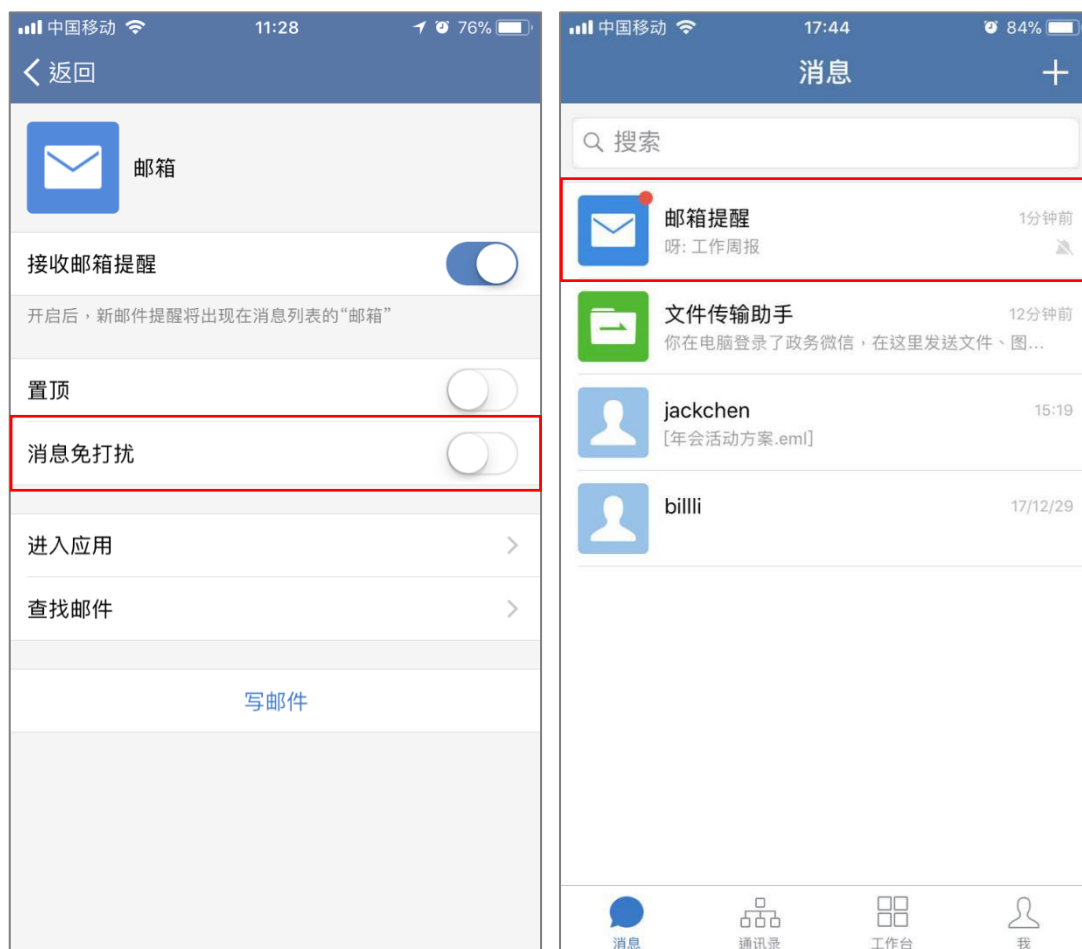 中国移动 11:28 76%
返回
邮箱
接收邮箱提醒
开启后，新邮件提醒将出现在消息列表的“邮箱”
置顶
消息免打扰
进入应用
查找邮件
写邮件
中国移动 17:44 84%
消息
搜索
邮箱提醒 1分钟前
呀: 工作周报
文件传输助手 12分钟前
你在电脑登录了政务微信，在这里发送文件、图...
jackchen 15:19
[年会活动方案.eml]
billli 17/12/29
消息 通讯录 工作台 我